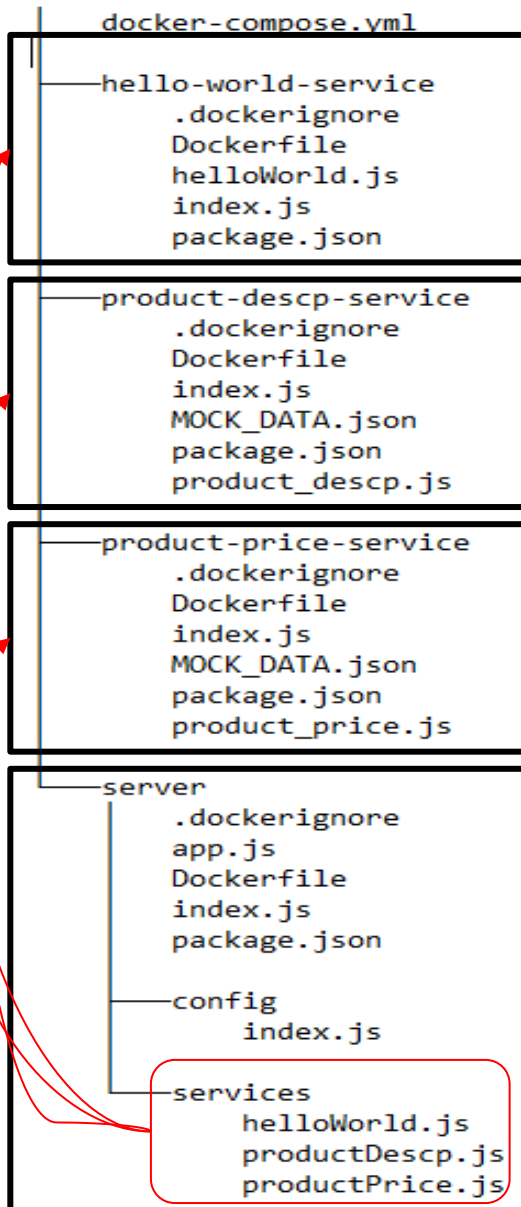 docker-compose.yml
hello-world-service
.dockerignore
Dockerfile
helloWorld.js
index.js
package.json
product-descp-service
.dockerignore
Dockerfile
index.js
MOCK_DATA.json
package.json
product_descp.js
product-price-service
.dockerignore
Dockerfile
index.js
MOCK_DATA.json
package.json
product_price.js
server
.dockerignore
app.js
Dockerfile
index.js
package.json
config
index.js
services
helloWorld.js
productDescp.js
productPrice.js